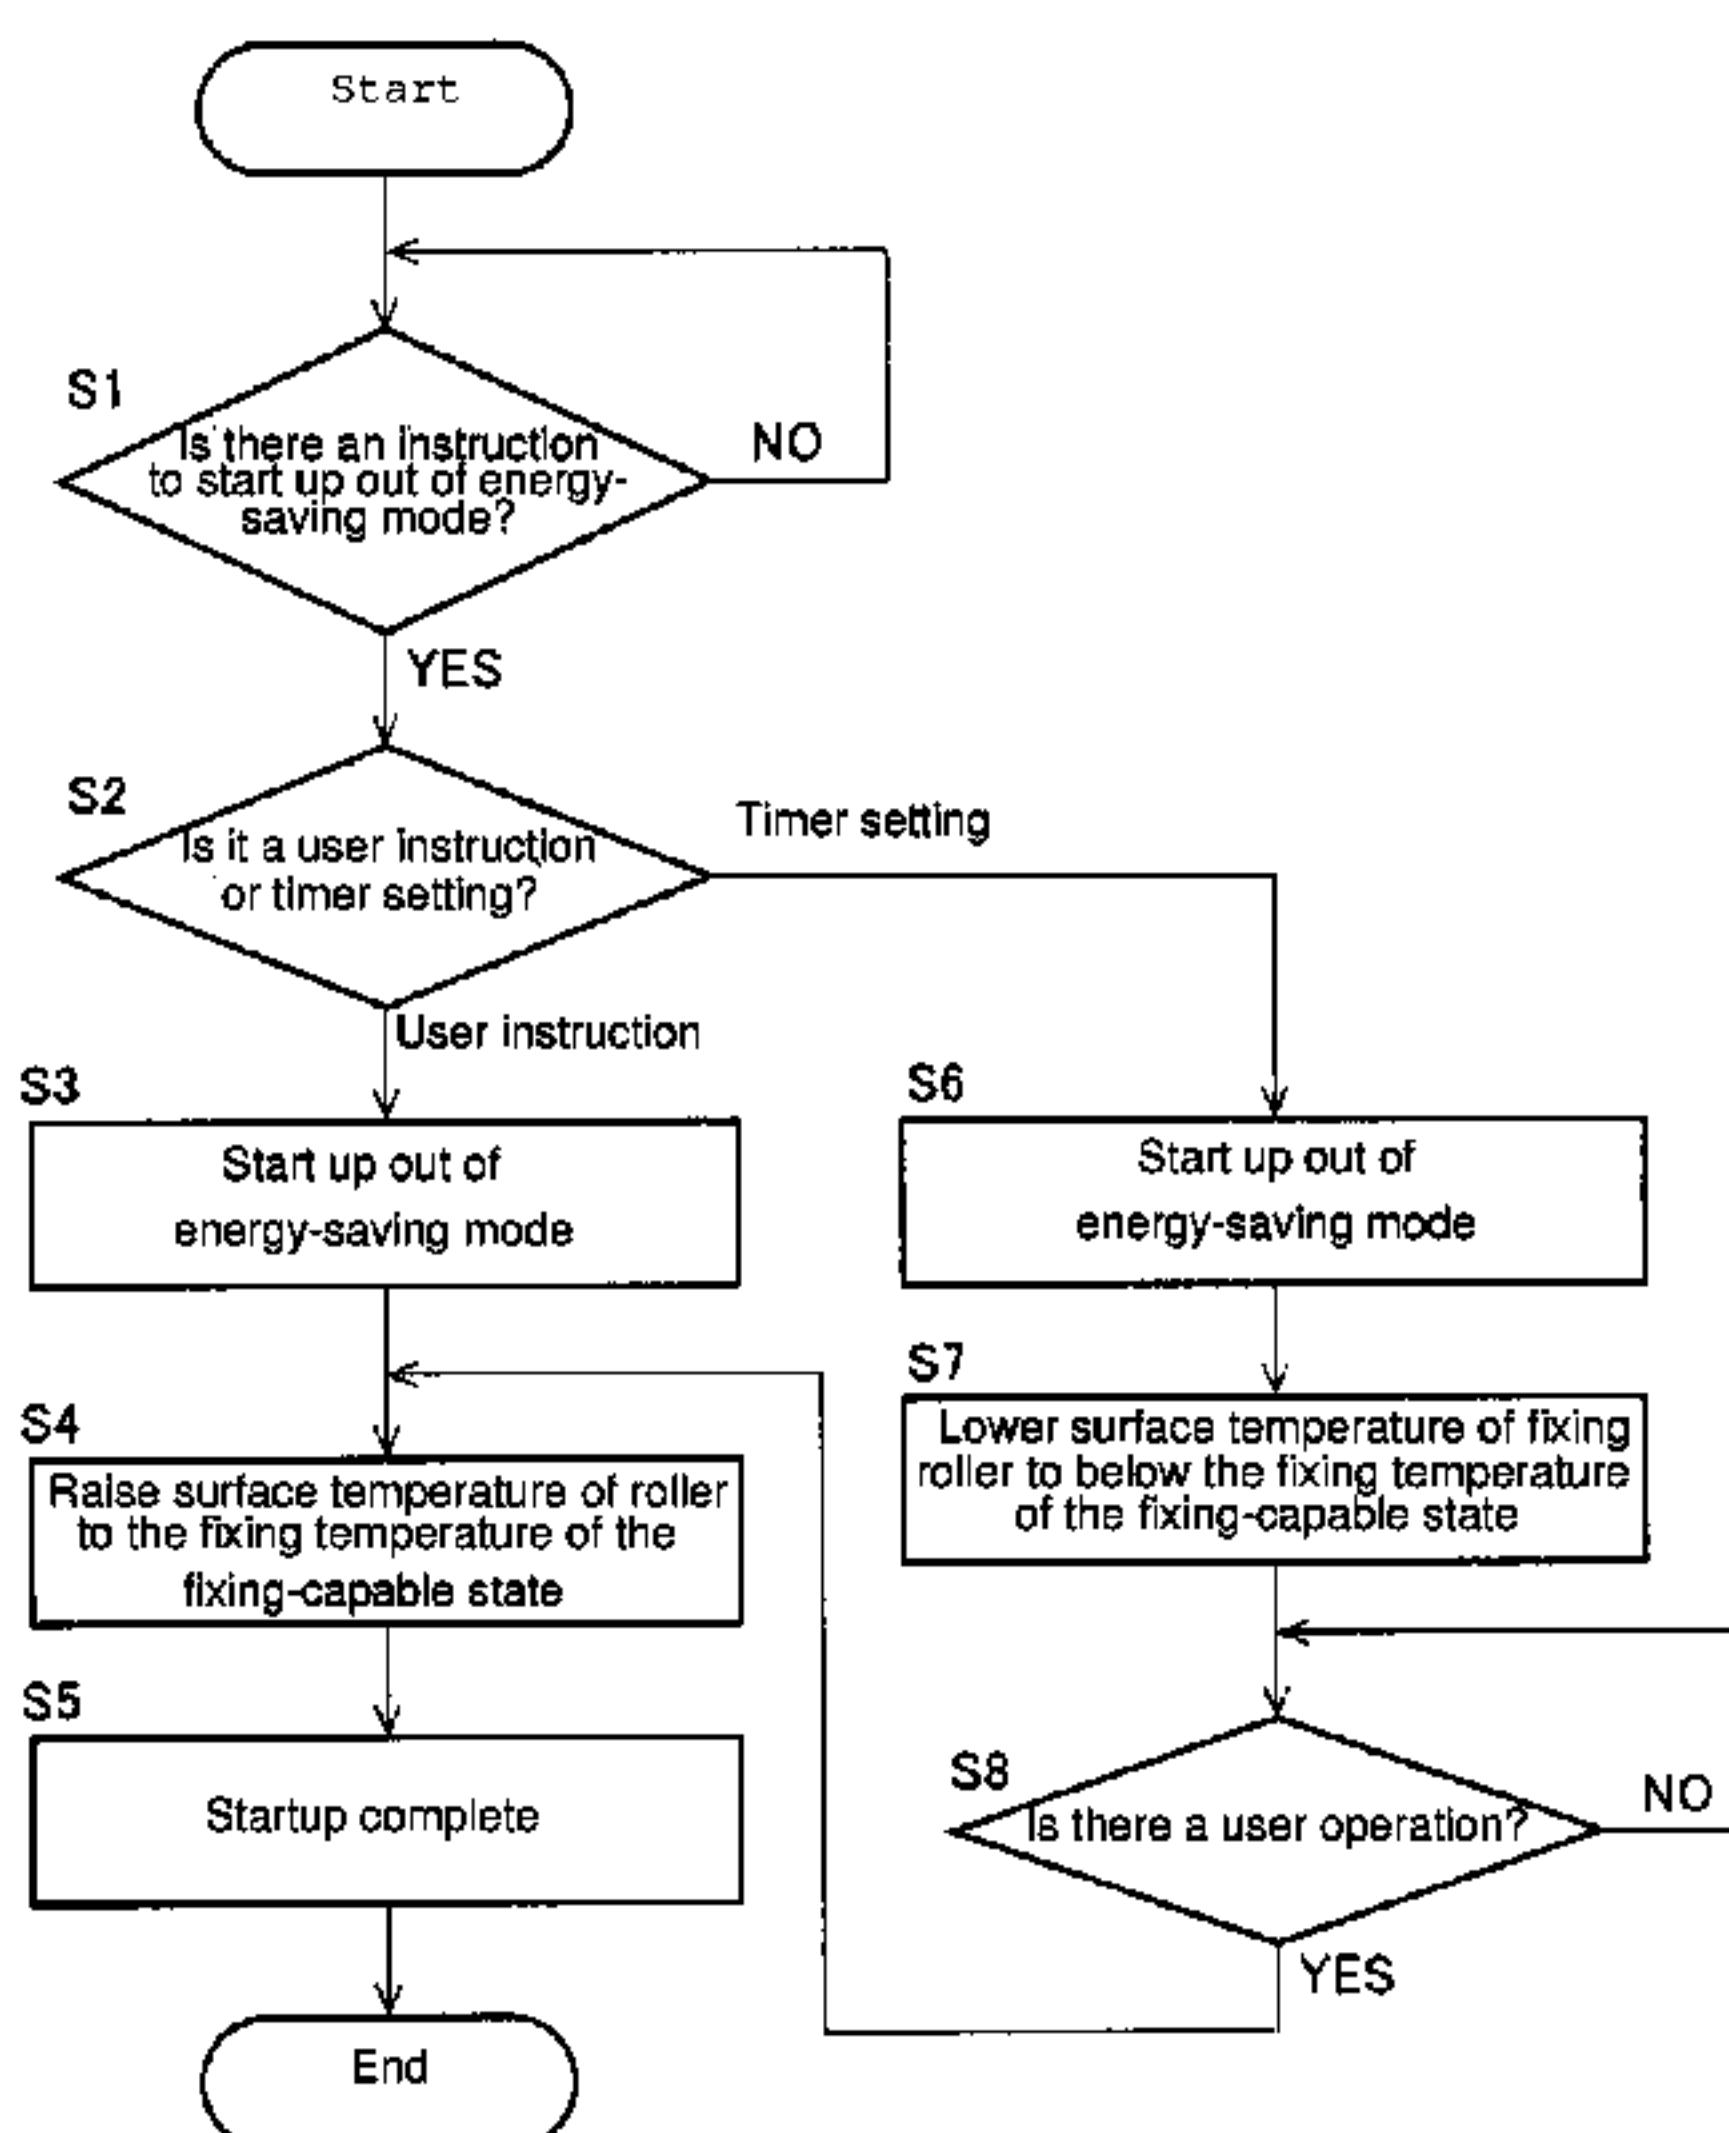 Start
S1
Is there an instruction
to start up out of energy-
saving mode?
NO
YES
S2
Is it a user instruction
or timer setting?
Timer setting
User instruction
S3
Start up out of
energy-saving mode
S4
Raise surface temperature of roller
to the fixing temperature of the
fixing-capable state
S5
Startup complete
End
S6
Start up out of
energy-saving mode
S7
Lower surface temperature of fixing
roller to below the fixing temperature
of the fixing-capable state
S8
Is there a user operation?
NO
YES